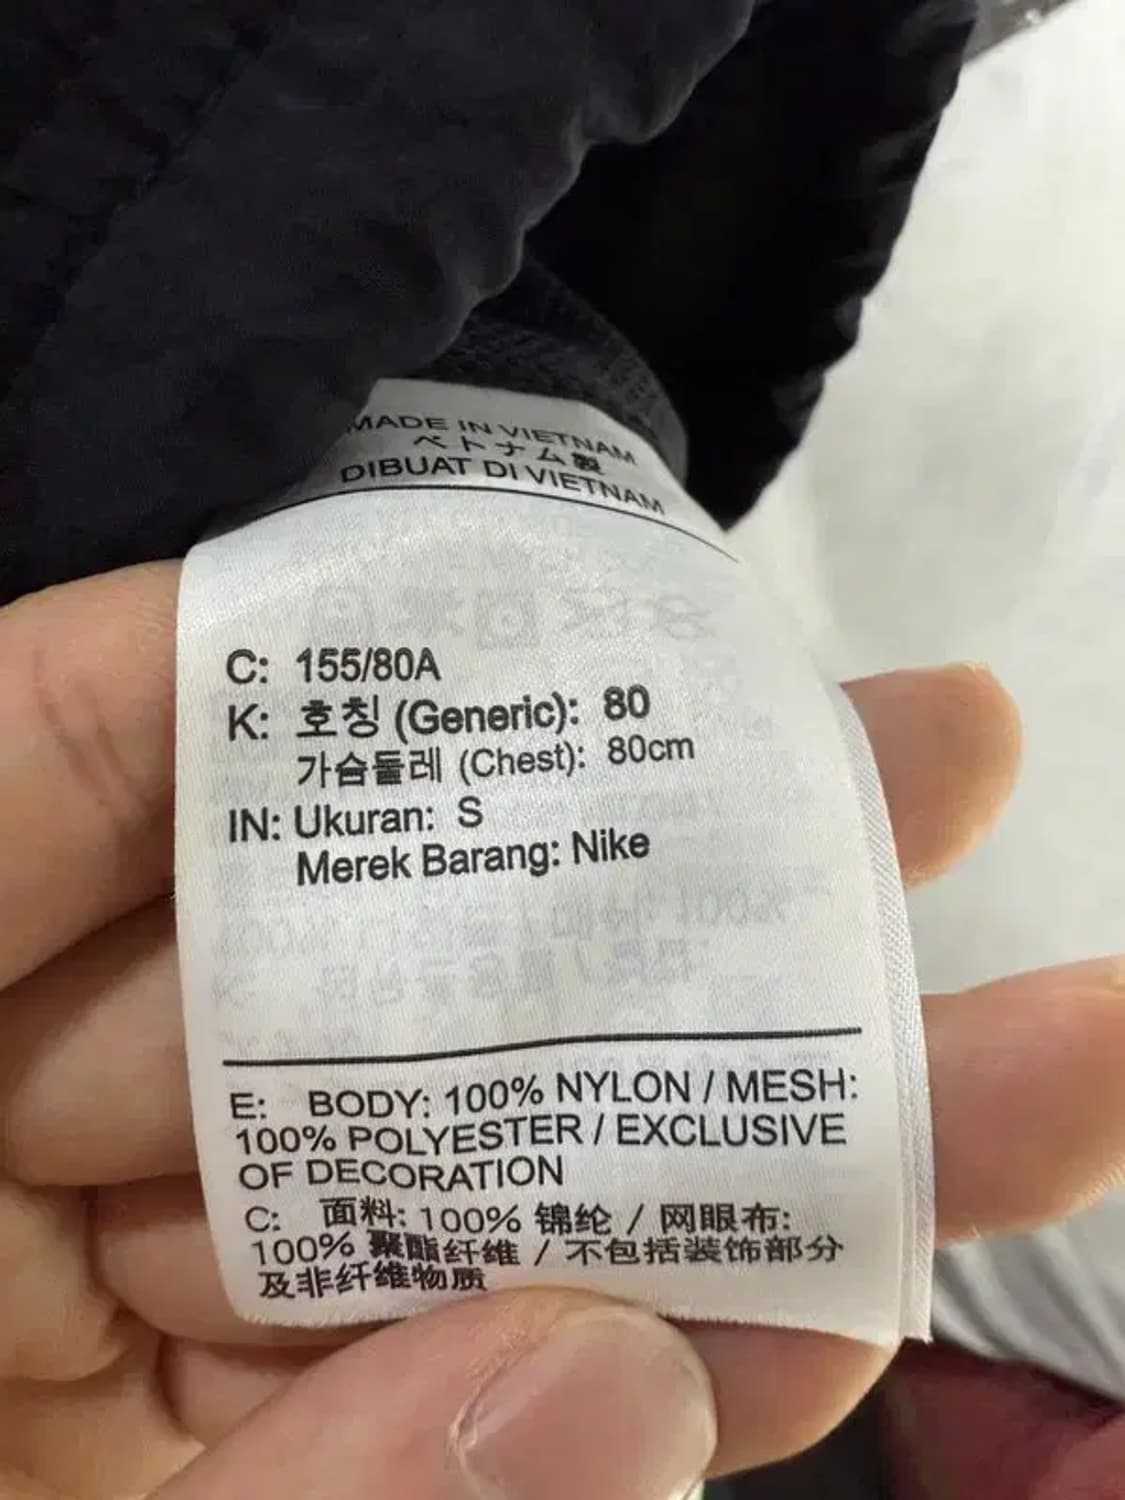 MADE IN VIETNAM
ベトナム製
DIBUAT DI VIETNAM
C: 155/80A
K: 호칭 (Generic): 80
가슴둘레 (Chest): 80cm
IN: Ukuran: S
Merek Barang: Nike
E: BODY: 100% NYLON / MESH:
100% POLYESTER / EXCLUSIVE
OF DECORATION
C: 面料: 100% 锦纶 / 网眼布:
100% 聚酯纤维 / 不包括装饰部分
及非纤维物质